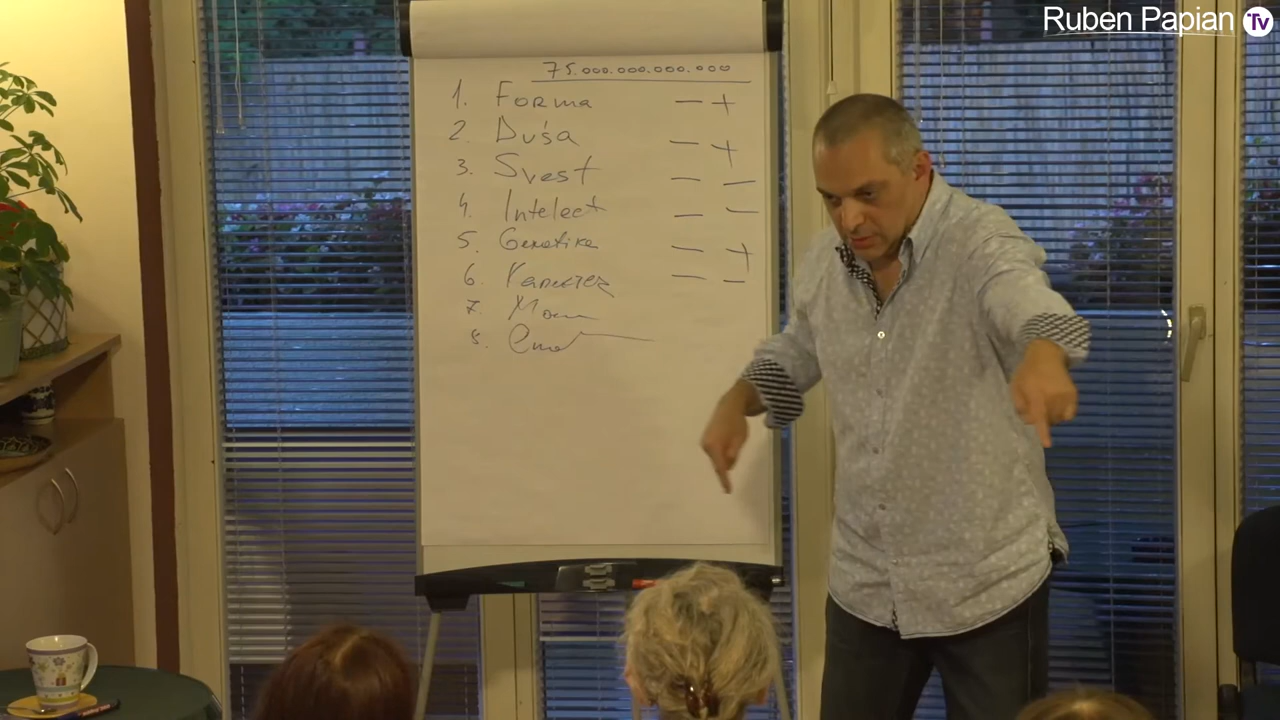 Ruben Papian Tv
75.000.000.000.000
1. Forma — +
2. Duša — +
3. Svest — —
4. Intelect — —
5. Genetika — +
6. Karakter — —
7.
8.